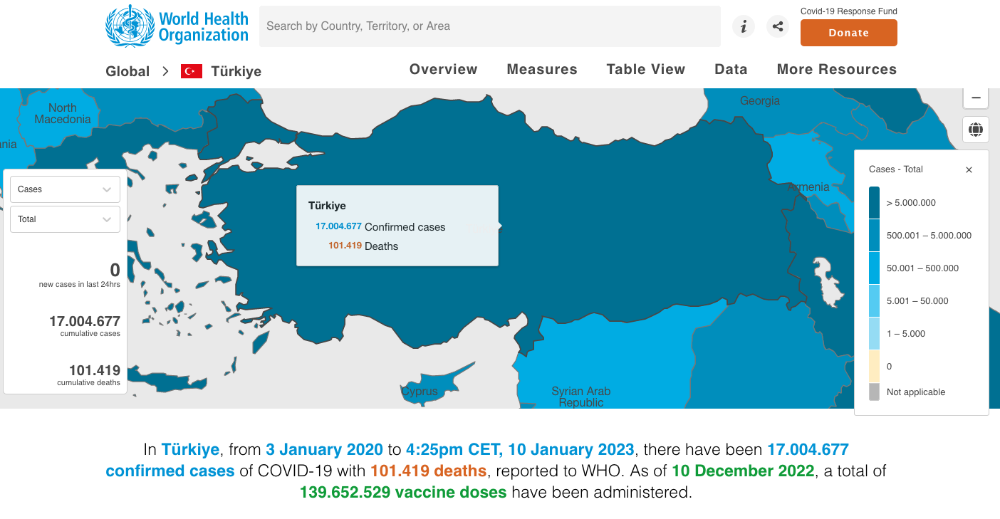 World Health
Organization
Search by Country, Territory, or Area
i
Covid-19 Response Fund
Donate
Global > Türkiye
Overview
Measures
Table View
Data
More Resources
North
Macedonia
nia
Georgia
Armenia
Cyprus
Syrian Arab
Republic
Cases
Total
0
new cases in last 24hrs
17.004.677
cumulative cases
101.419
cumulative deaths
Türkiye
17.004.677 Confirmed cases
101.419 Deaths
Cases - Total
> 5.000.000
500.001 – 5.000.000
50.001 – 500.000
5.001 – 50.000
1 – 5.000
0
Not applicable
In Türkiye, from 3 January 2020 to 4:25pm CET, 10 January 2023, there have been 17.004.677
confirmed cases of COVID-19 with 101.419 deaths, reported to WHO. As of 10 December 2022, a total of
139.652.529 vaccine doses have been administered.